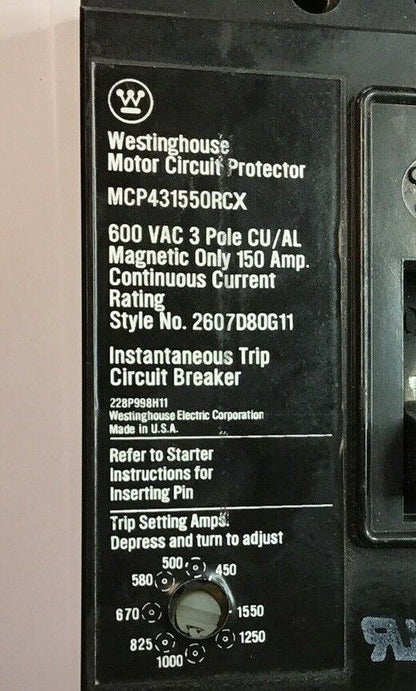 W
Westinghouse
Motor Circuit Protector
MCP431550RCX
600 VAC 3 Pole CU/AL
Magnetic Only 150 Amp.
Continuous Current
Rating
Style No. 2607D80G11
Instantaneous Trip
Circuit Breaker
228P998H11
Westinghouse Electric Corporation
Made in U.S.A.
Refer to Starter
Instructions for
Inserting Pin
Trip Setting Amps.
Depress and turn to adjust
500
450
580
670
1550
825
1250
1000